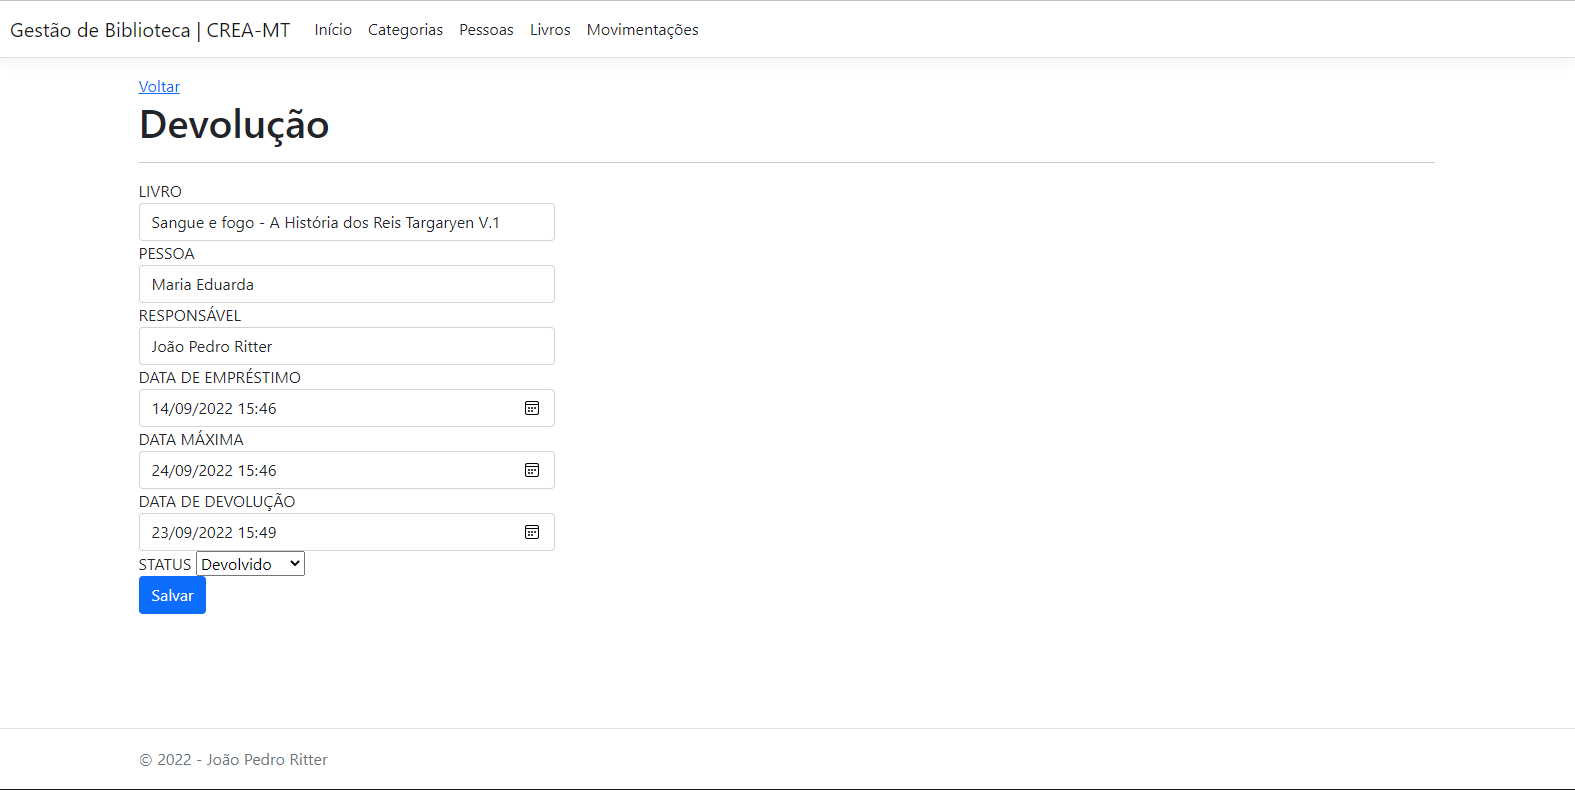 Gestão de Biblioteca | CREA-MT Início Categorias Pessoas Livros Movimentações
Voltar
Devolução
LIVRO
Sangue e fogo - A História dos Reis Targaryen V.1
PESSOA
Maria Eduarda
RESPONSÁVEL
João Pedro Ritter
DATA DE EMPRÉSTIMO
14/09/2022 15:46
DATA MÁXIMA
24/09/2022 15:46
DATA DE DEVOLUÇÃO
23/09/2022 15:49
STATUS Devolvido
Salvar
© 2022 - João Pedro Ritter